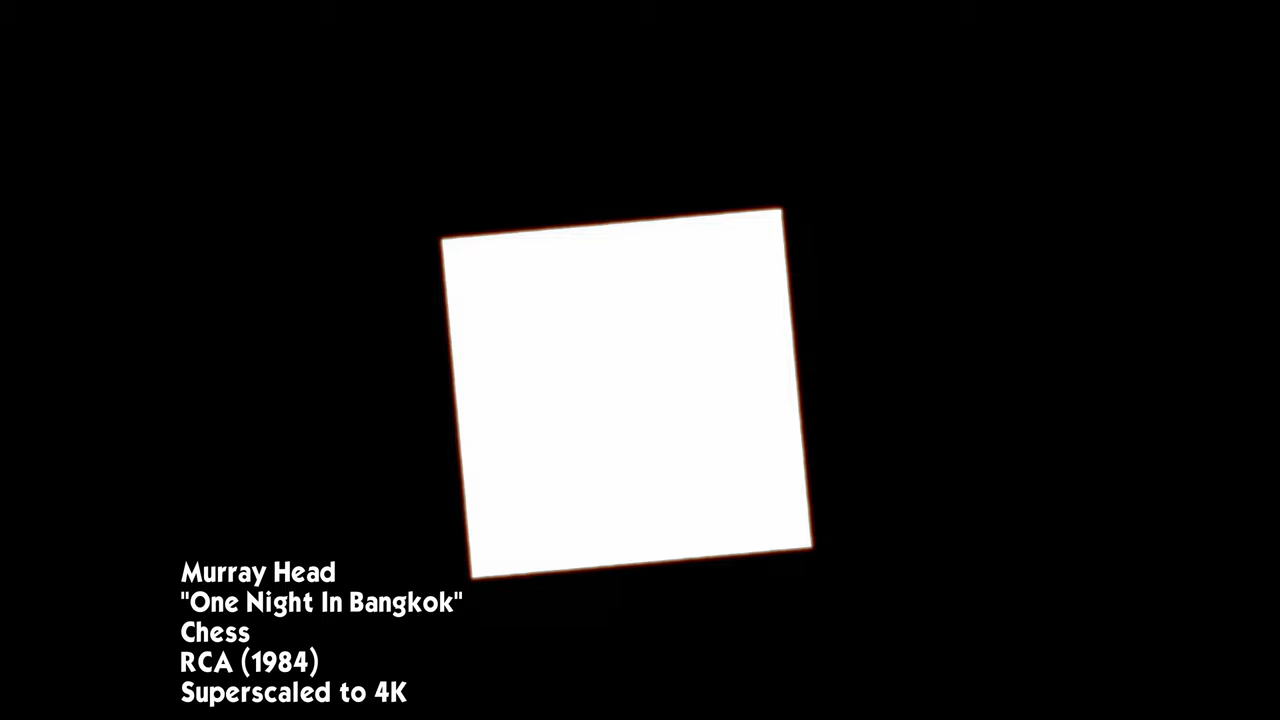 Murray Head
"One Night In Bangkok"
Chess
RCA (1984)
Superscaled to 4K